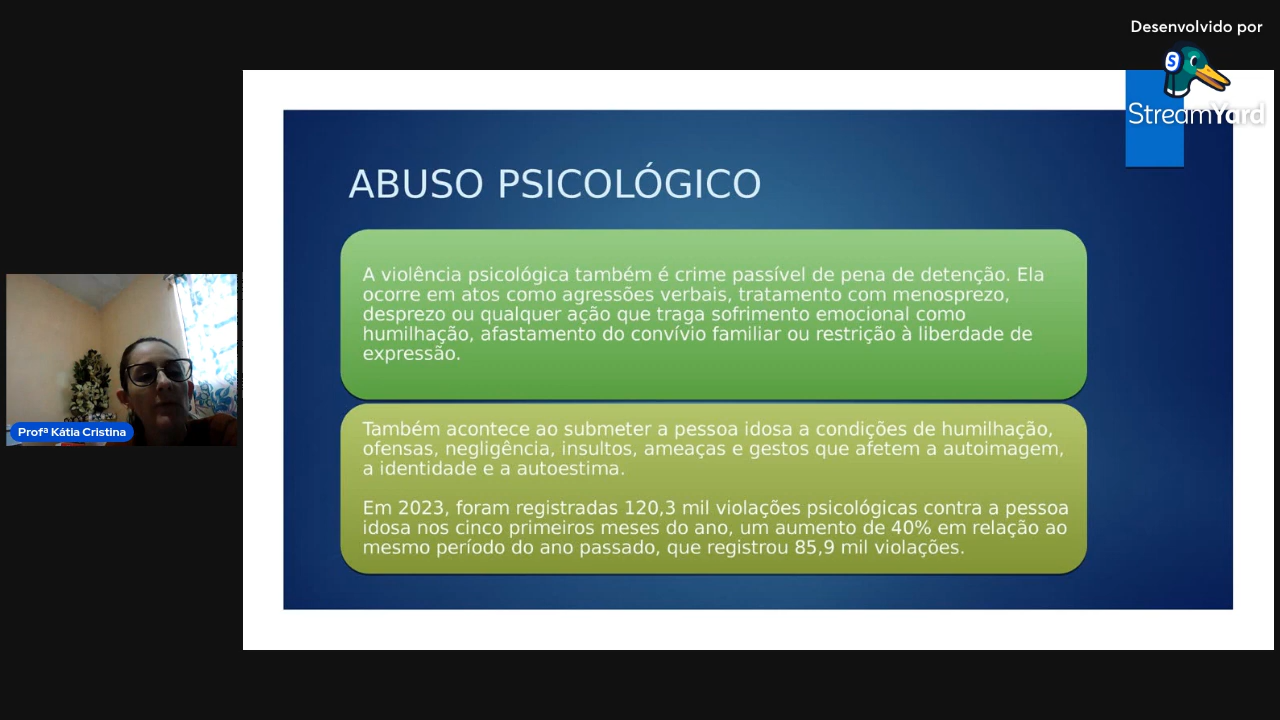 Desenvolvido por
S
StreamYard
ABUSO PSICOLÓGICO
A violência psicológica também é crime passível de pena de detenção. Ela
ocorre em atos como agressões verbais, tratamento com menosprezo,
desprezo ou qualquer ação que traga sofrimento emocional como
humilhação, afastamento do convívio familiar ou restrição à liberdade de
expressão.
Também acontece ao submeter a pessoa idosa a condições de humilhação,
ofensas, negligência, insultos, ameaças e gestos que afetem a autoimagem,
a identidade e a autoestima.
Em 2023, foram registradas 120,3 mil violações psicológicas contra a pessoa
idosa nos cinco primeiros meses do ano, um aumento de 40% em relação ao
mesmo período do ano passado, que registrou 85,9 mil violações.
Profª Kátia Cristina